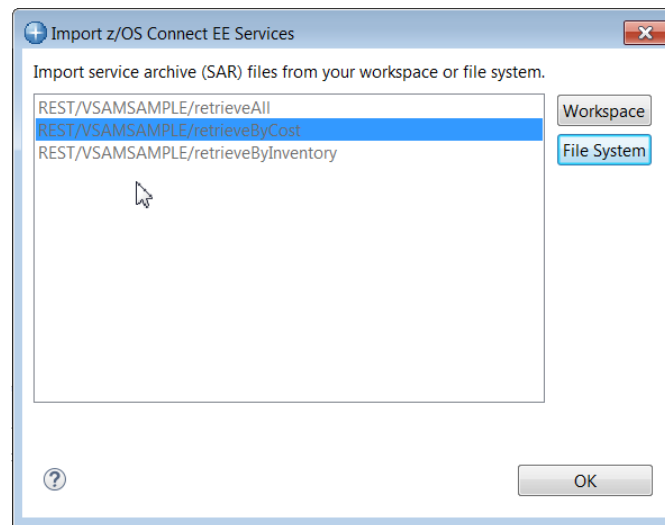 Import z/OS Connect EE Services
Import service archive (SAR) files from your workspace or file system.
REST/VSAMSAMPLE/retrieveAll
REST/VSAMSAMPLE/retrieveByCost
REST/VSAMSAMPLE/retrieveByInventory
Workspace
File System
?
OK